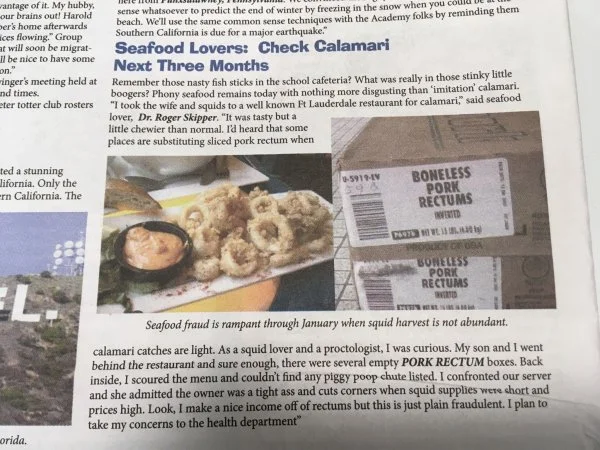 vantage of it. My hubby,
our brains out! Harold
ber's home afterwards
ices flowing." Group
at will soon be migrat-
ll be nice to have some
on."
winger's meeting held at
nd times.
eter totter club rosters
ted a stunning
lifornia. Only the
rn California. The
L.
orida.
sense whatsoever to predict the end of winter by freezing in the snow when you could be at the
beach. We'll use the same common sense techniques with the Academy folks by reminding them
Southern California is due for a major earthquake."
Seafood Lovers: Check Calamari
Next Three Months
Remember those nasty fish sticks in the school cafeteria? What was really in those stinky little
boogers? Phony seafood remains today with nothing more disgusting than 'imitation' calamari.
"I took the wife and squids to a well known Ft Lauderdale restaurant for calamari," said seafood
lover, Dr. Roger Skipper. "It was tasty but a
little chewier than normal. I'd heard that some
places are substituting sliced pork rectum when
U-5919-LV
BONELESS
PORK
RECTUMS
INVERTED
PRODUCE OF USA
BONELESS
PORK
RECTUMS
INVERTED
Seafood fraud is rampant through January when squid harvest is not abundant.
calamari catches are light. As a squid lover and a proctologist, I was curious. My son and I went
behind the restaurant and sure enough, there were several empty PORK RECTUM boxes. Back
inside, I scoured the menu and couldn't find any piggy poop chute listed. I confronted our server
and she admitted the owner was a tight ass and cuts corners when squid supplies were short and
prices high. Look, I make a nice income off of rectums but this is just plain fraudulent. I plan to
take my concerns to the health department"